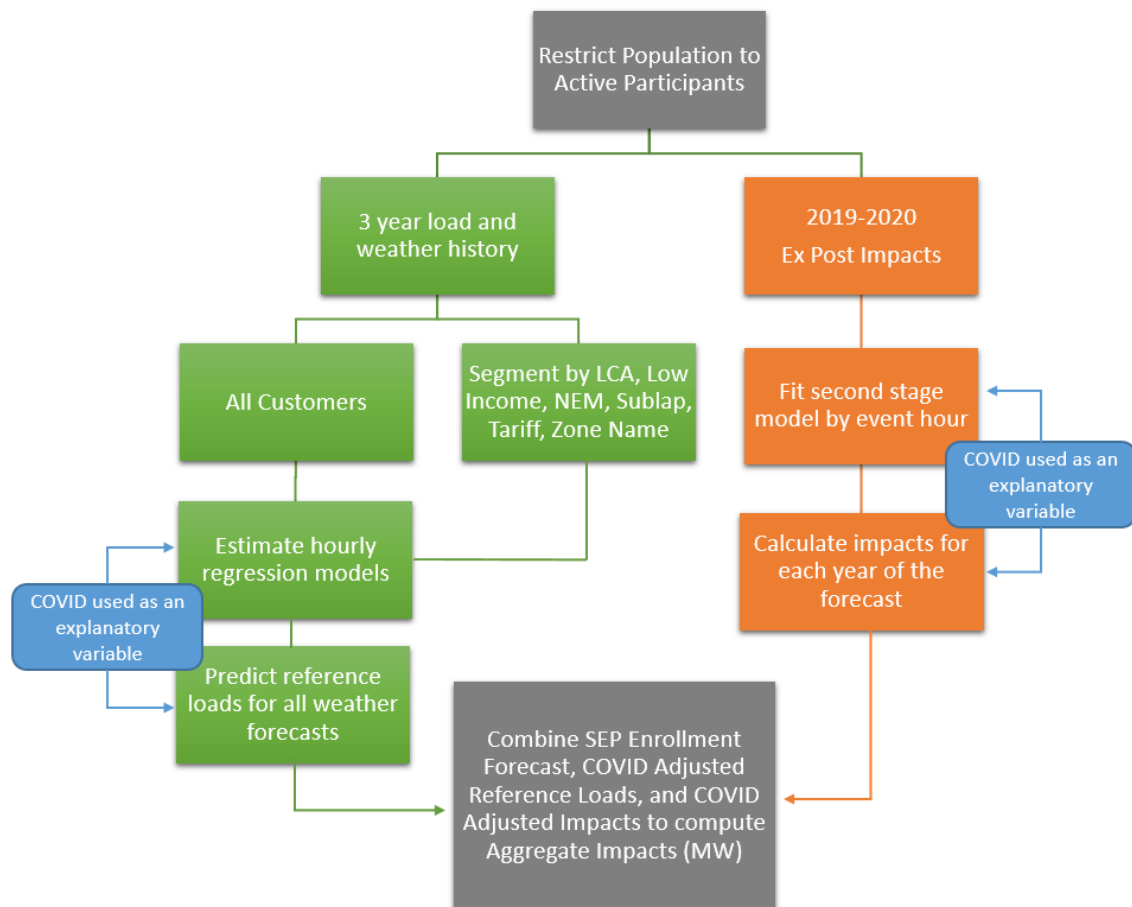 Restrict Population to
Active Participants
3 year load and
weather history
2019-2020
Ex Post Impacts
All Customers
Segment by LCA, Low
Income, NEM, Sublap,
Tariff, Zone Name
Fit second stage
model by event hour
COVID used as an
explanatory
variable
Estimate hourly
regression models
Calculate impacts for
each year of the
forecast
COVID used as an
explanatory
variable
Predict reference
loads for all weather
forecasts
Combine SEP Enrollment
Forecast, COVID Adjusted
Reference Loads, and COVID
Adjusted Impacts to compute
Aggregate Impacts (MW)